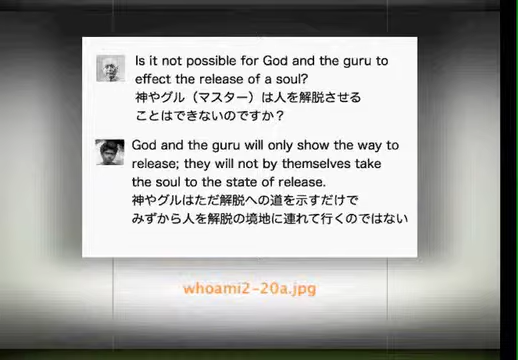 Is it not possible for God and the guru to
effect the release of a soul?
神やグル（マスター）は人を解脱させる
ことはできないのですか？
God and the guru will only show the way to
release; they will not by themselves take
the soul to the state of release.
神やグルはただ解脱への道を示すだけで
みずから人を解脱の境地に連れて行くのではない
whoami2-20a.jpg